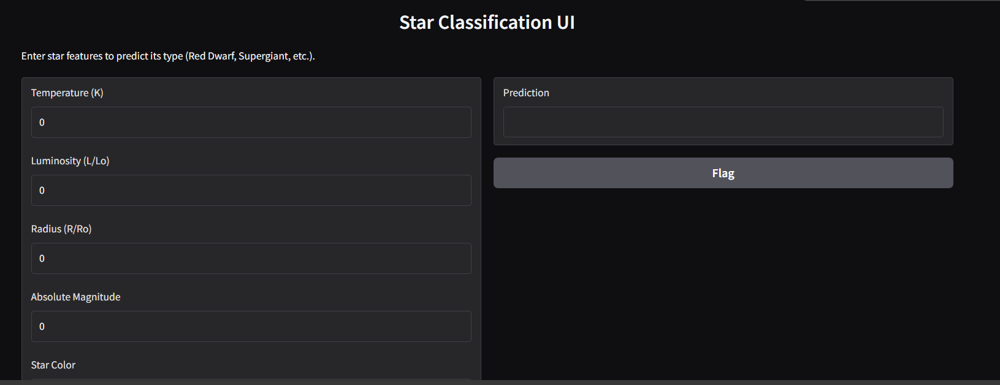 Star Classification UI
Enter star features to predict its type (Red Dwarf, Supergiant, etc.).
Temperature (K)
0
Luminosity (L/Lo)
0
Radius (R/Ro)
0
Absolute Magnitude
0
Star Color
Prediction
Flag